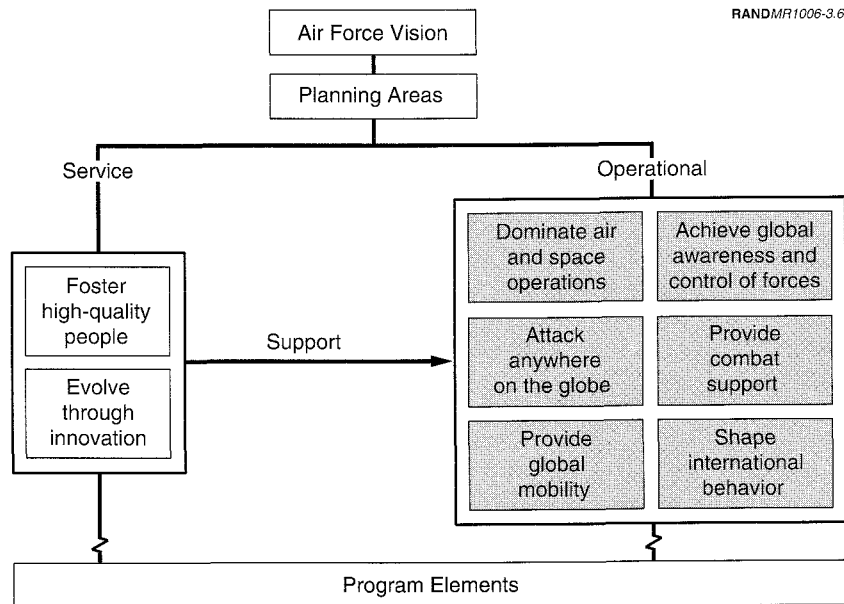 RANDMR1006-3.6
Air Force Vision
Planning Areas
Service
Operational
Foster
high-quality
people
Evolve
through
innovation
Support
Dominate air
and space
operations
Achieve global
awareness and
control of forces
Attack
anywhere
on the globe
Provide
combat
support
Provide
global
mobility
Shape
international
behavior
Program Elements